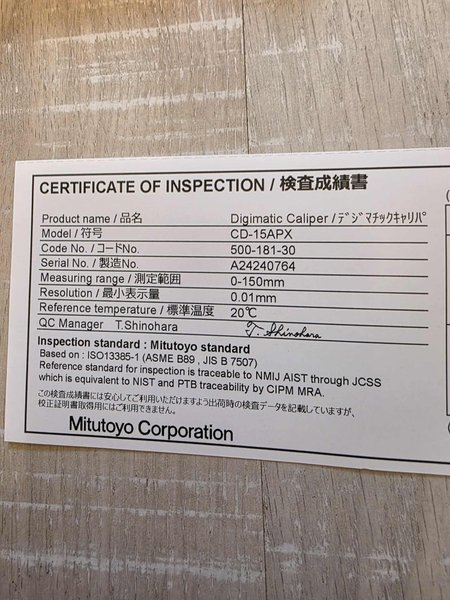 CERTIFICATE OF INSPECTION / 検査成績書
Product name / 品名 Digimatic Caliper / デジマチックキャリパ
Model / 符号 CD-15APX
Code No. / コードNo. 500-181-30
Serial No. / 製造No. A24240764
Measuring range / 測定範囲 0-150mm
Resolution / 最小表示量 0.01mm
Reference temperature / 標準温度 20℃
QC Manager T.Shinohara T. Shinohara
Inspection standard : Mitutoyo standard
Based on : ISO13385-1 (ASME B89 , JIS B 7507)
Reference standard for inspection is traceable to NMIJ AIST through JCSS
which is equivalent to NIST and PTB traceability by CIPM MRA.
この検査成績書には安心してご利用いただけますよう出荷時の検査データを記載していますが、
校正証明書取得用にはご利用できません。
Mitutoyo Corporation